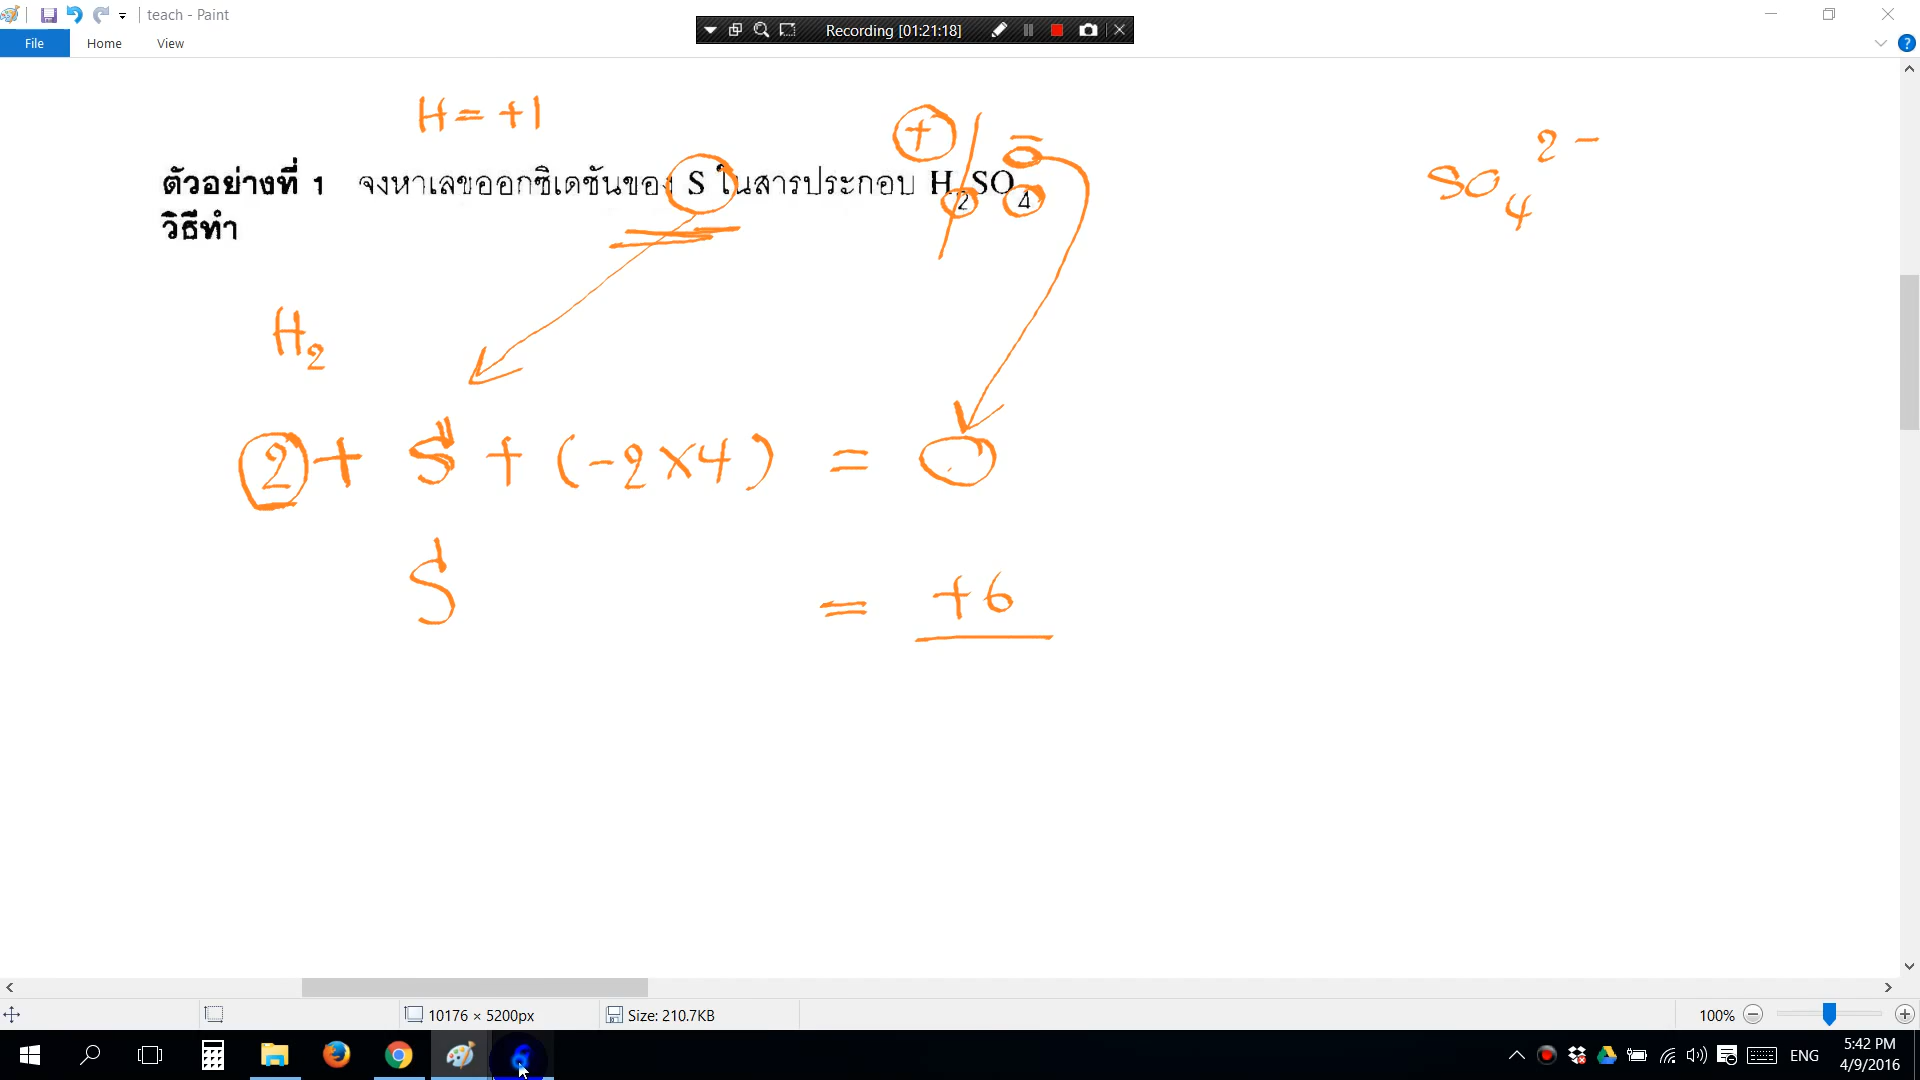 teach - Paint
Recording [01:21:18]
File Home View
H = +1
+ -
2 -
SO4
ตัวอย่างที่ 1 จงหาเลขออกซิเดชันของ S ในสารประกอบ H2SO4
วิธีทำ
H2
2 + S + (-2×4) = 0
S = +6
10176 × 5200px Size: 210.7KB 100%
ENG 5:42 PM
4/9/2016